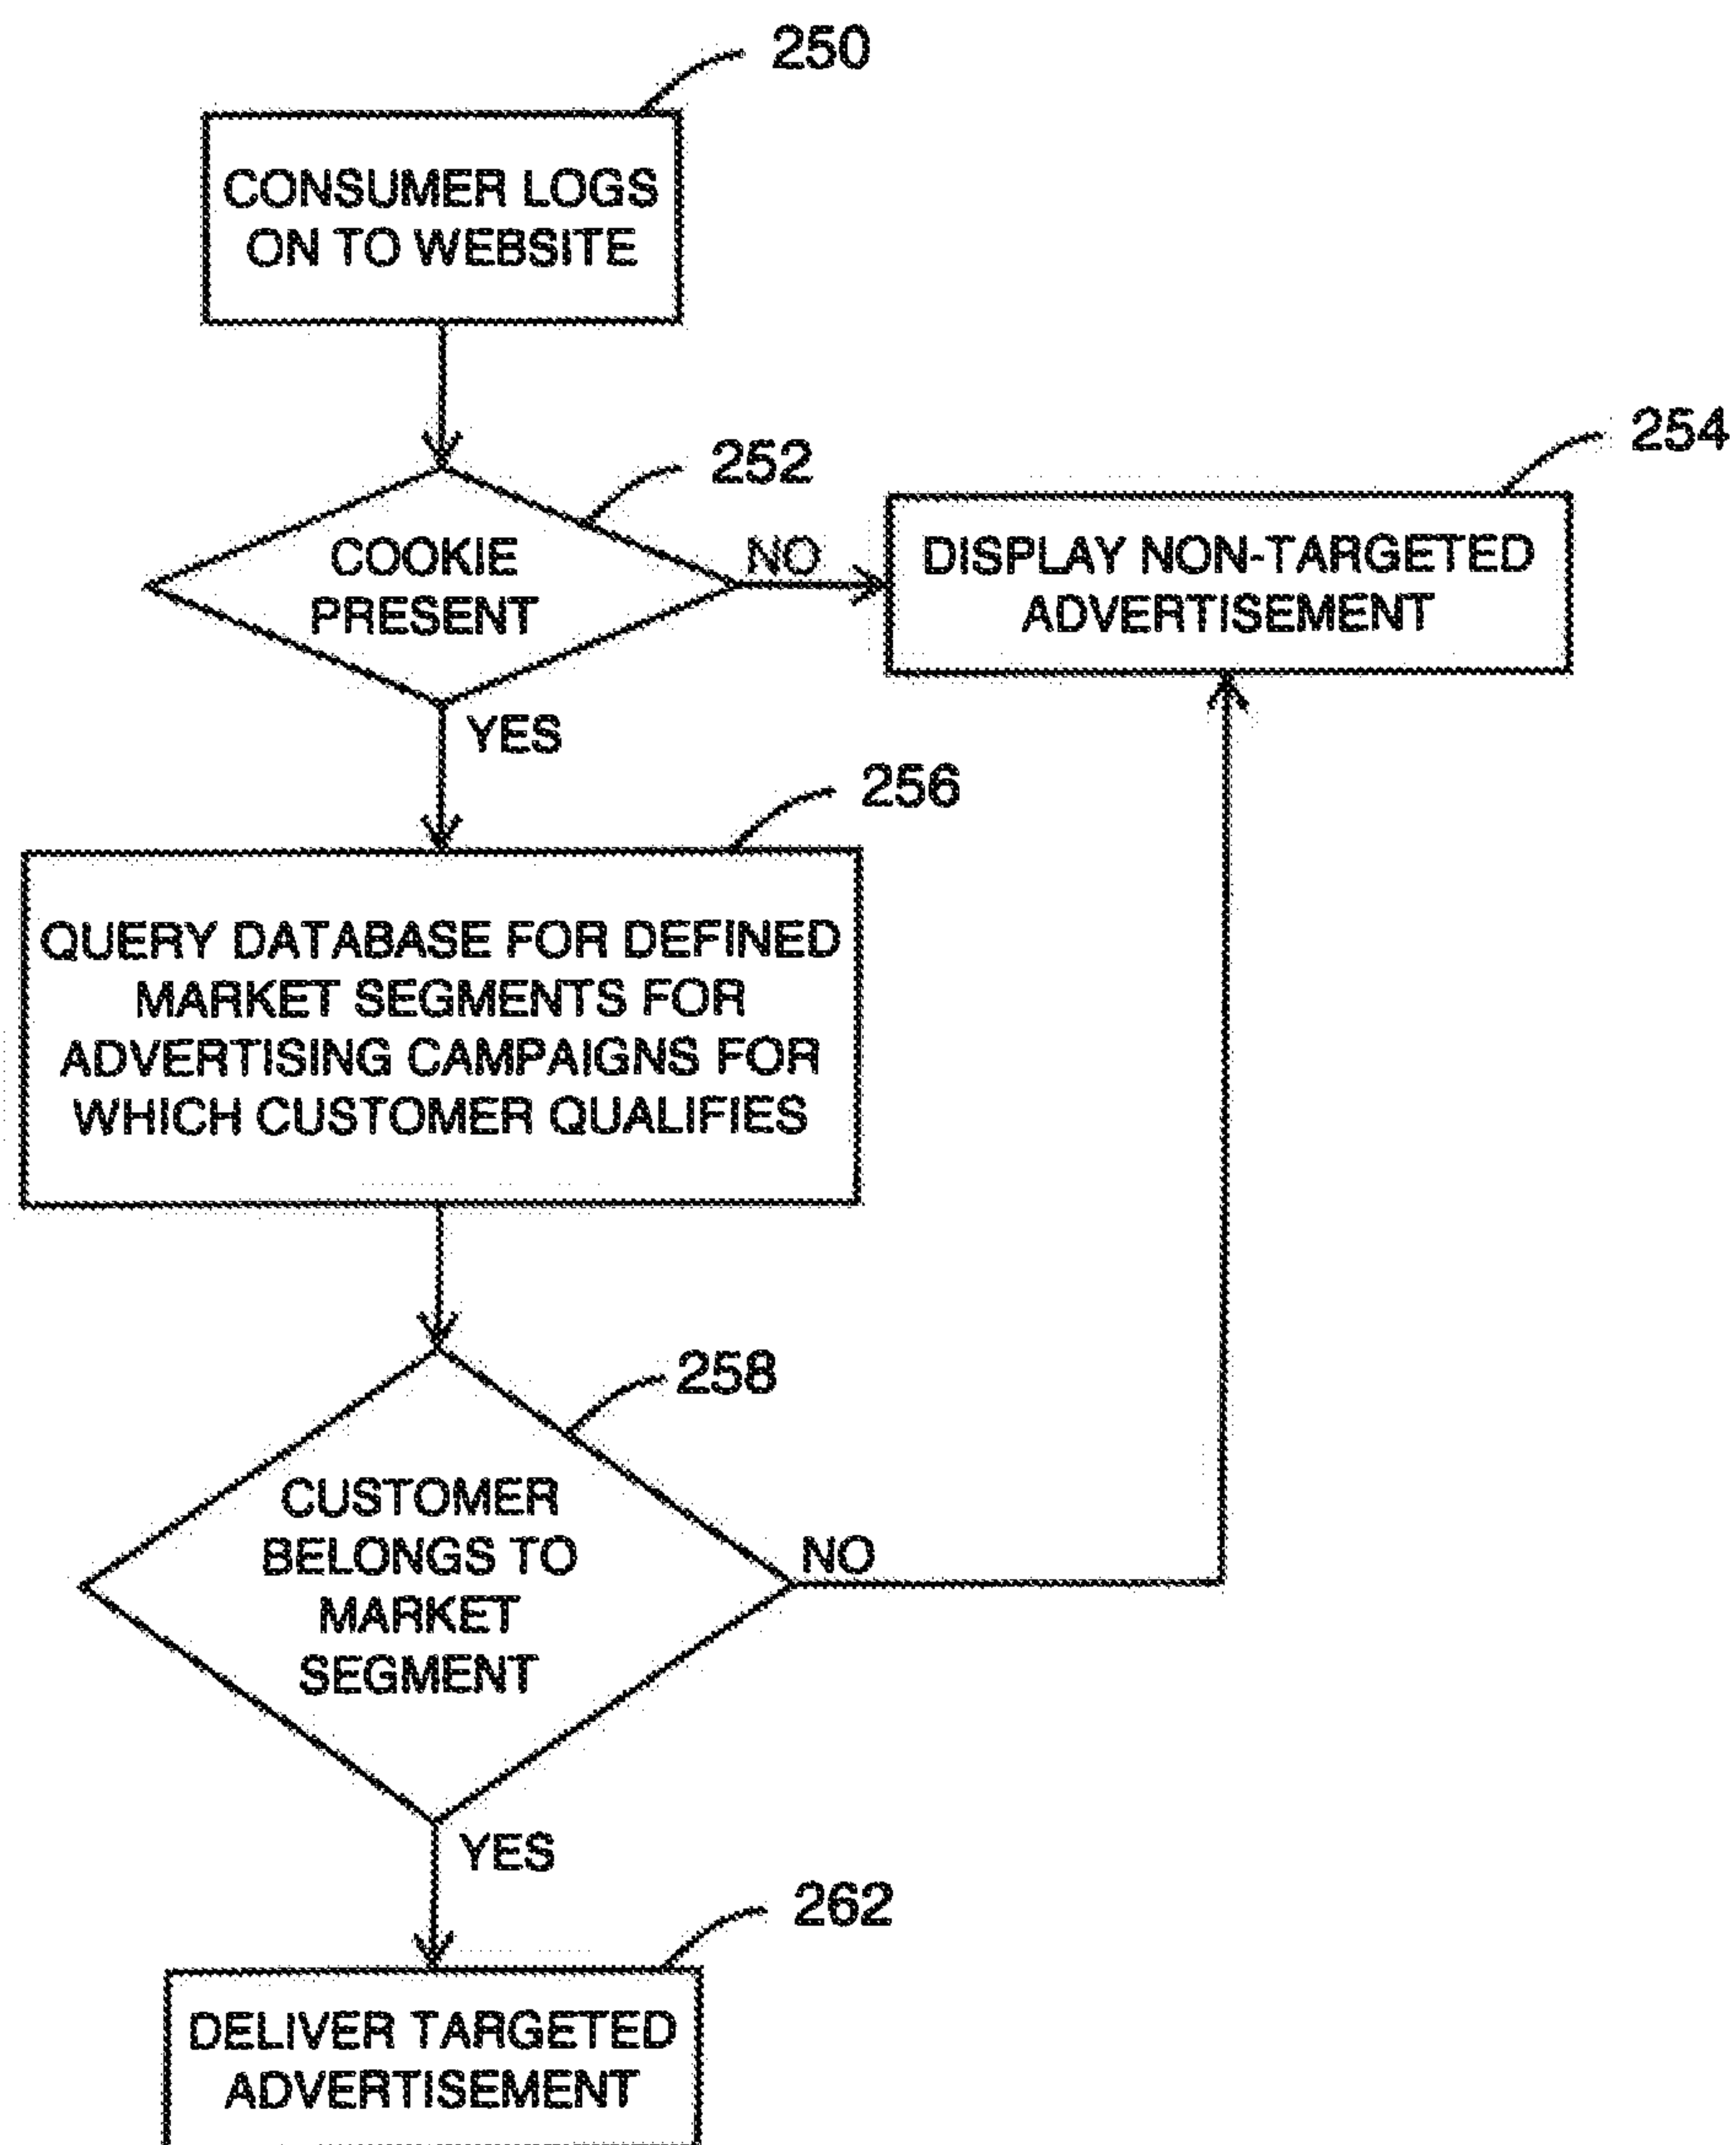 250
CONSUMER LOGS
ON TO WEBSITE
252
COOKIE
PRESENT
NO
254
DISPLAY NON-TARGETED
ADVERTISEMENT
YES
256
QUERY DATABASE FOR DEFINED
MARKET SEGMENTS FOR
ADVERTISING CAMPAIGNS FOR
WHICH CUSTOMER QUALIFIES
258
CUSTOMER
BELONGS TO
MARKET
SEGMENT
NO
YES
262
DELIVER TARGETED
ADVERTISEMENT